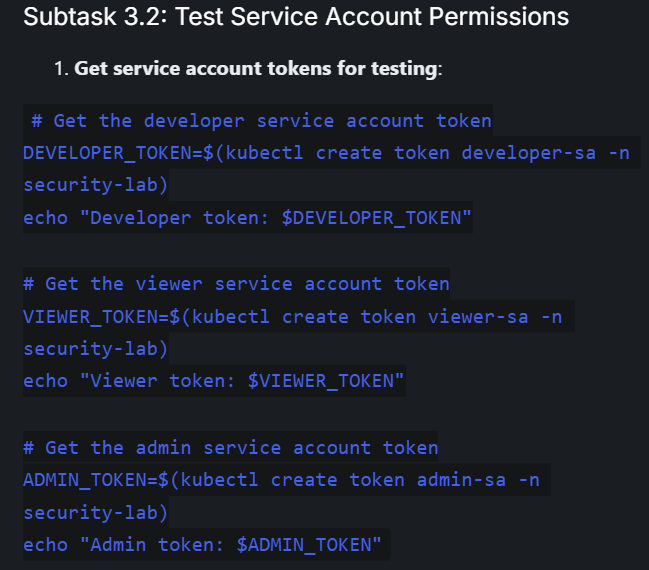 Subtask 3.2: Test Service Account Permissions
1. Get service account tokens for testing:
# Get the developer service account token
DEVELOPER_TOKEN=$(kubectl create token developer-sa -n
security-lab)
echo "Developer token: $DEVELOPER_TOKEN"
# Get the viewer service account token
VIEWER_TOKEN=$(kubectl create token viewer-sa -n
security-lab)
echo "Viewer token: $VIEWER_TOKEN"
# Get the admin service account token
ADMIN_TOKEN=$(kubectl create token admin-sa -n
security-lab)
echo "Admin token: $ADMIN_TOKEN"